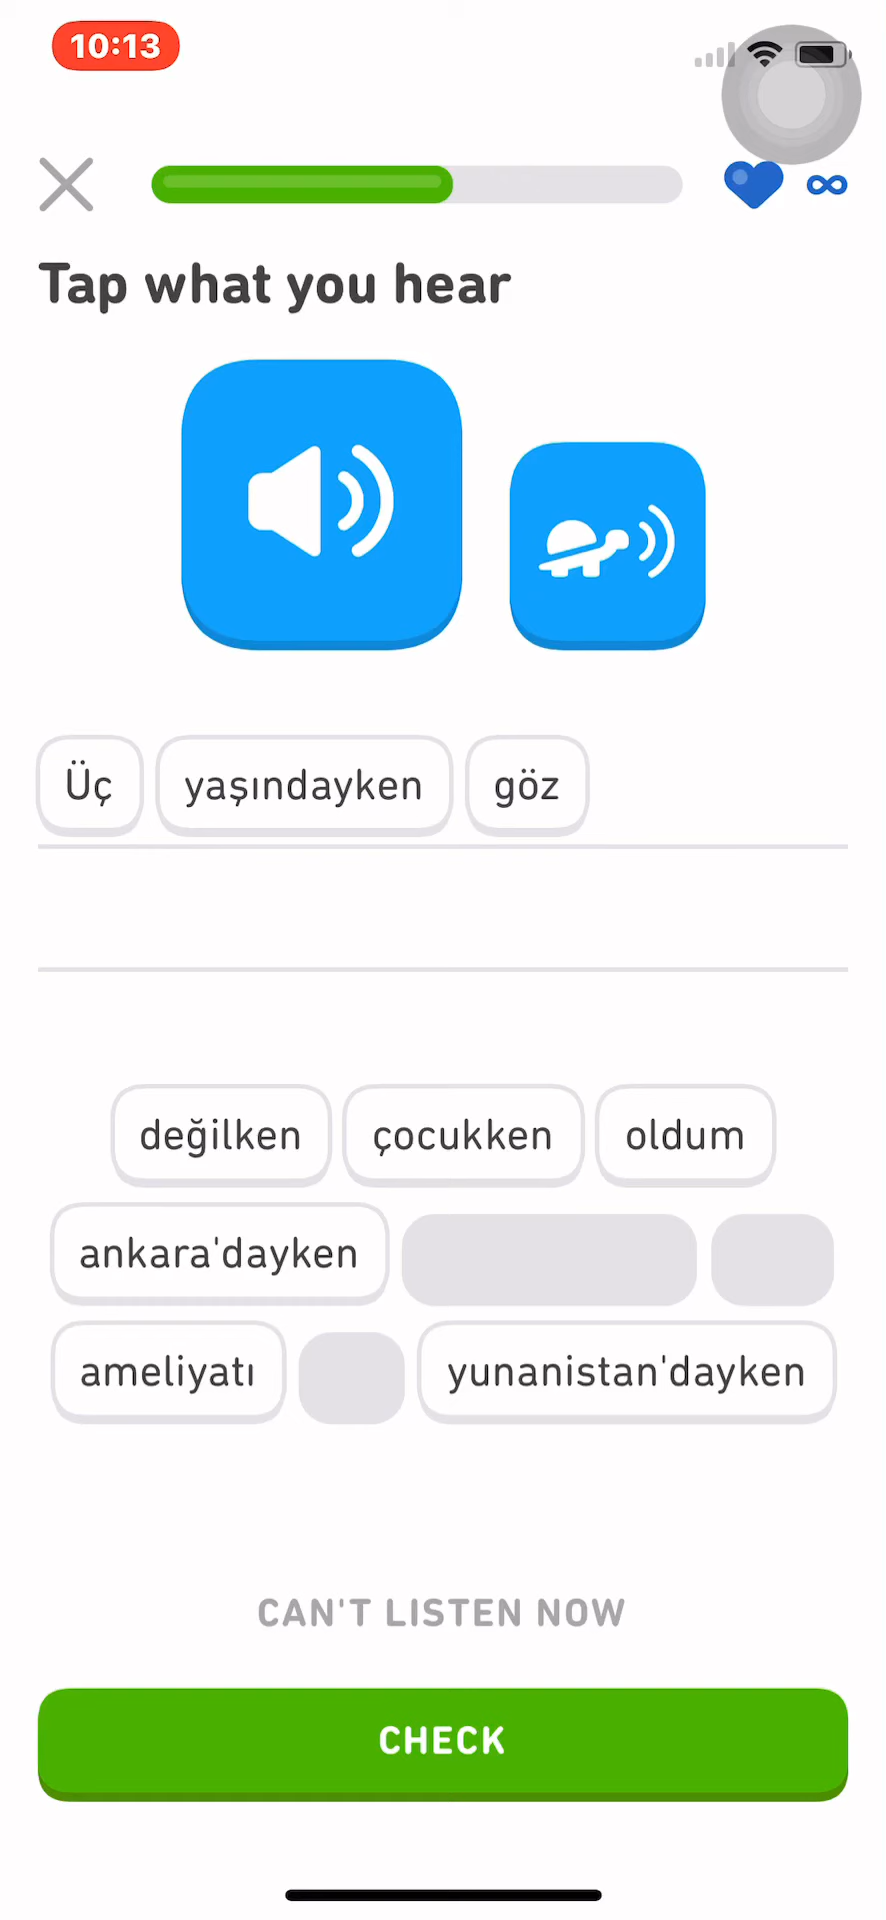 10:13
Tap what you hear
Üç yaşındayken göz
değilken çocukken oldum
ankara'dayken
ameliyatı yunanistan'dayken
CAN'T LISTEN NOW
CHECK